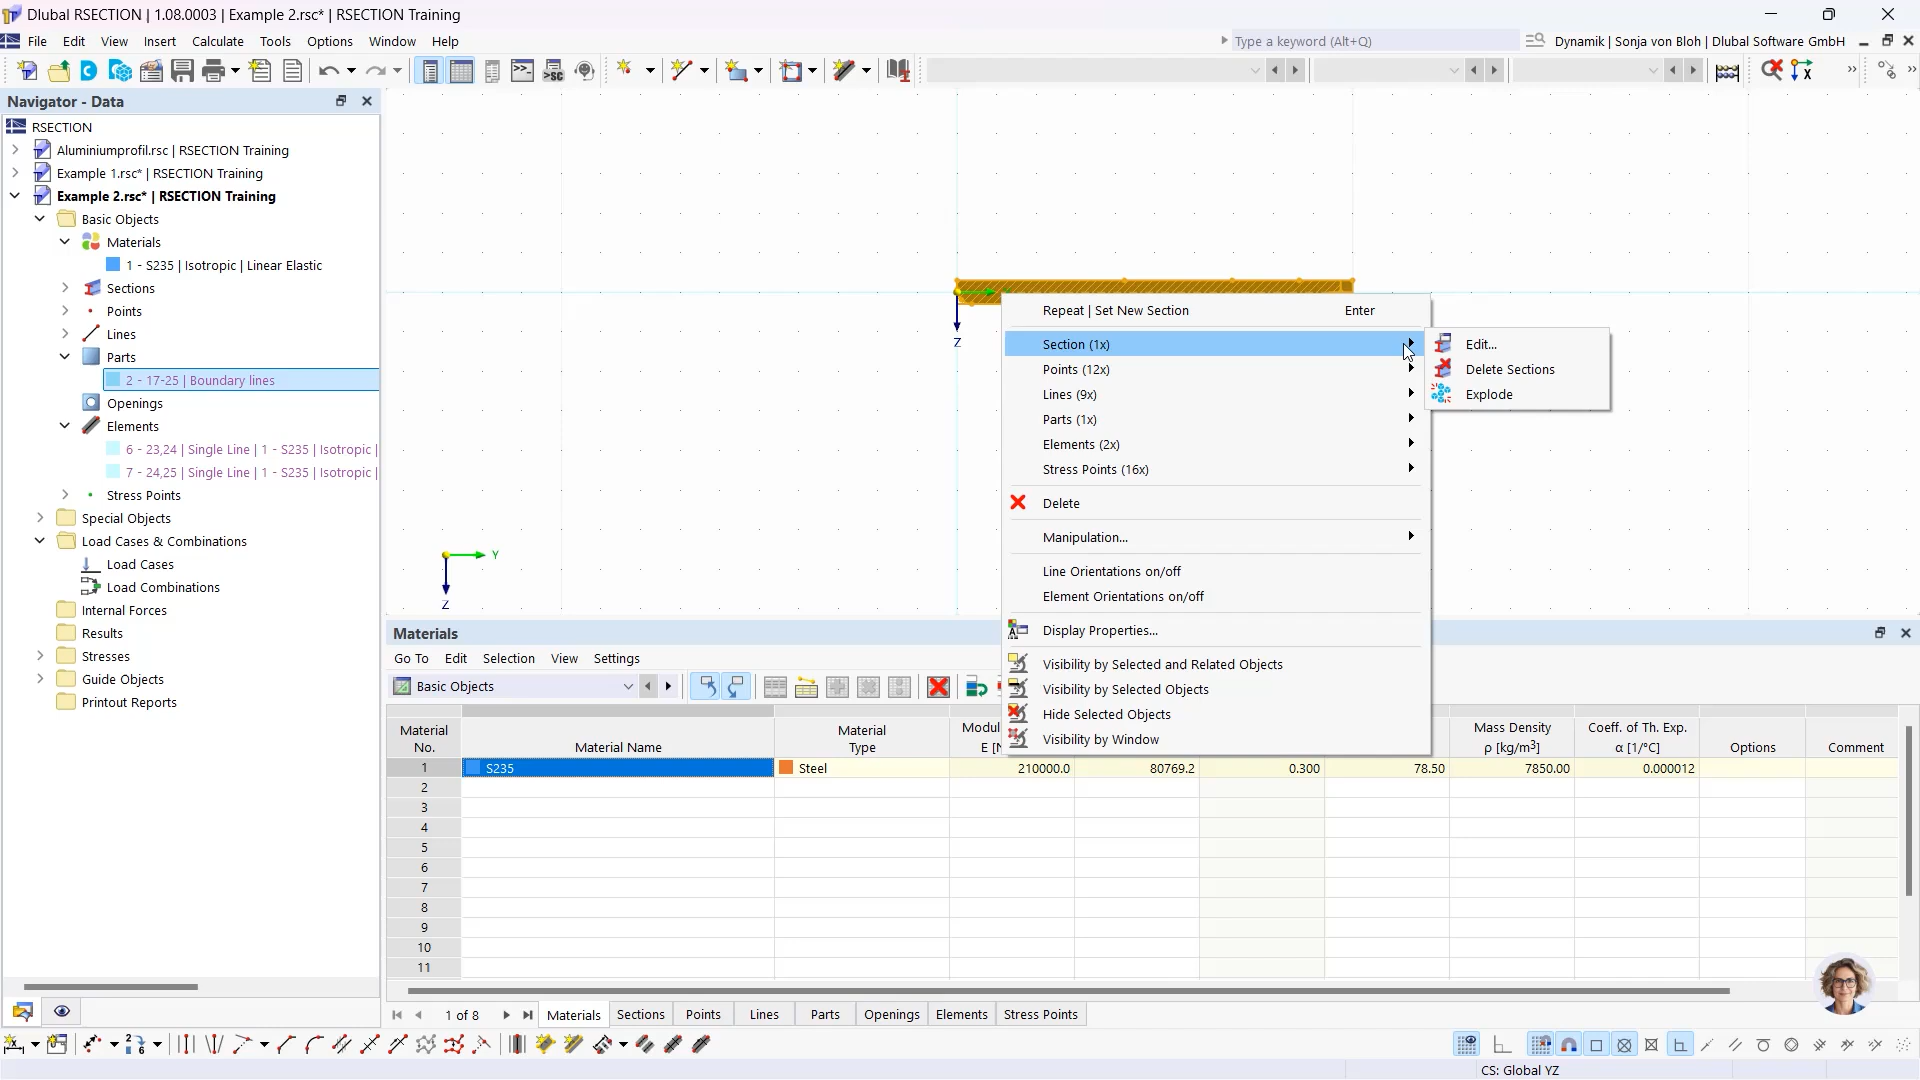 Dlubal RSECTION | 1.08.0003 | Example 2.rsc* | RSECTION Training
File Edit View Insert Calculate Tools Options Window Help
Type a keyword (Alt+Q)
Dynamik | Sonja von Bloh | Dlubal Software GmbH
Navigator - Data
RSECTION
Aluminiumprofil.rsc | RSECTION Training
Example 1.rsc* | RSECTION Training
Example 2.rsc* | RSECTION Training
Basic Objects
Materials
1 - S235 | Isotropic | Linear Elastic
Sections
Points
Lines
Parts
2 - 17-25 | Boundary lines
Openings
Elements
6 - 23,24 | Single Line | 1 - S235 | Isotropic |
7 - 24,25 | Single Line | 1 - S235 | Isotropic |
Stress Points
Special Objects
Load Cases & Combinations
Load Cases
Load Combinations
Internal Forces
Results
Stresses
Guide Objects
Printout Reports
Z
Y
Z
Repeat | Set New Section Enter
Section (1x)
Points (12x)
Lines (9x)
Parts (1x)
Elements (2x)
Stress Points (16x)
Delete
Manipulation...
Line Orientations on/off
Element Orientations on/off
Display Properties...
Visibility by Selected and Related Objects
Visibility by Selected Objects
Hide Selected Objects
Visibility by Window
Edit...
Delete Sections
Explode
Materials
Go To Edit Selection View Settings
Basic Objects
Material Material Modul Mass Density Coeff. of Th. Exp.
No. Material Name Type E [N ρ [kg/m³] α [1/°C] Options Comment
1 S235 Steel 210000.0 80769.2 0.300 78.50 7850.00 0.000012
2
3
4
5
6
7
8
9
10
11
1 of 8 Materials Sections Points Lines Parts Openings Elements Stress Points
CS: Global YZ